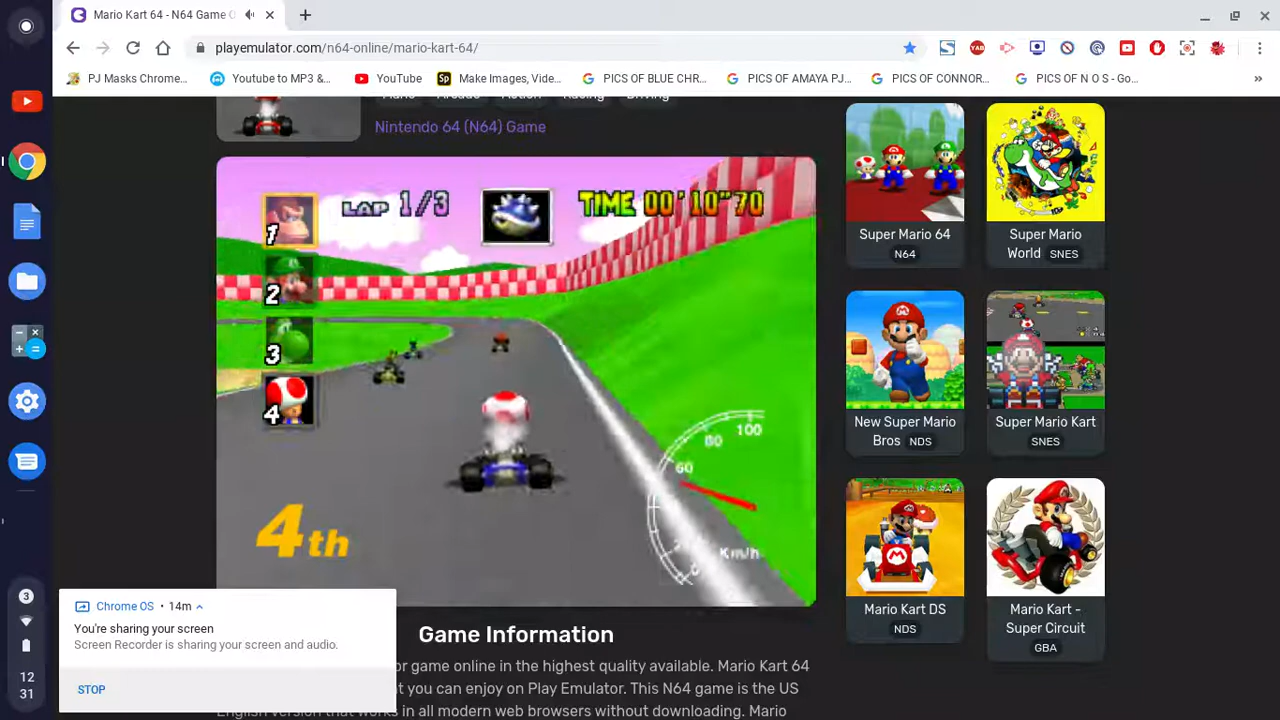 Mario Kart 64 - N64 Game O
playemulator.com/n64-online/mario-kart-64/
PJ Masks Chrome...
Youtube to MP3 &...
YouTube
Make Images, Vide...
PICS OF BLUE CHR...
PICS OF AMAYA PJ...
PICS OF CONNOR...
PICS OF N O S - Go...
»
Nintendo 64 (N64) Game
LAP 1/3
TIME 00'10"70
1
2
3
4
4th
100
80
60
Km/h
Super Mario 64
N64
Super Mario
World SNES
New Super Mario
Bros NDS
Super Mario Kart
SNES
Mario Kart DS
NDS
Mario Kart -
Super Circuit
GBA
Chrome OS • 14m
You're sharing your screen
Screen Recorder is sharing your screen and audio.
STOP
3
12
31
Game Information
or game online in the highest quality available. Mario Kart 64
t you can enjoy on Play Emulator. This N64 game is the US
English version that works in all modern web browsers without downloading. Mario